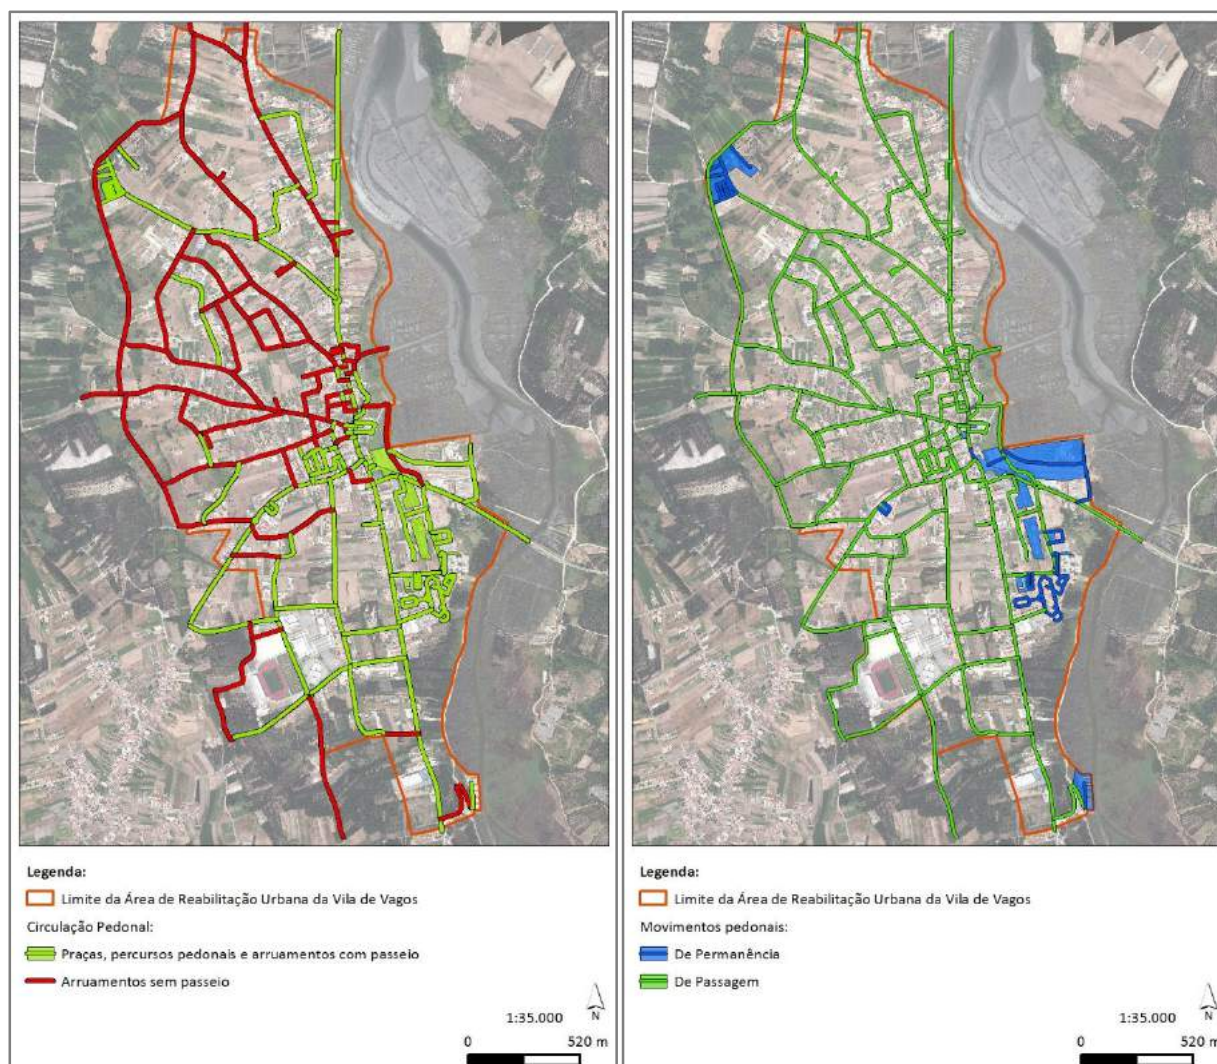 Legenda:
Limite da Área de Reabilitação Urbana da Vila de Vagos
Circulação Pedonal:
Praças, percursos pedonais e arruamentos com passeio
Arruamentos sem passeio
N
1:35.000
0 520 m
Legenda:
Limite da Área de Reabilitação Urbana da Vila de Vagos
Movimentos pedonais:
De Permanência
De Passagem
N
1:35.000
0 520 m